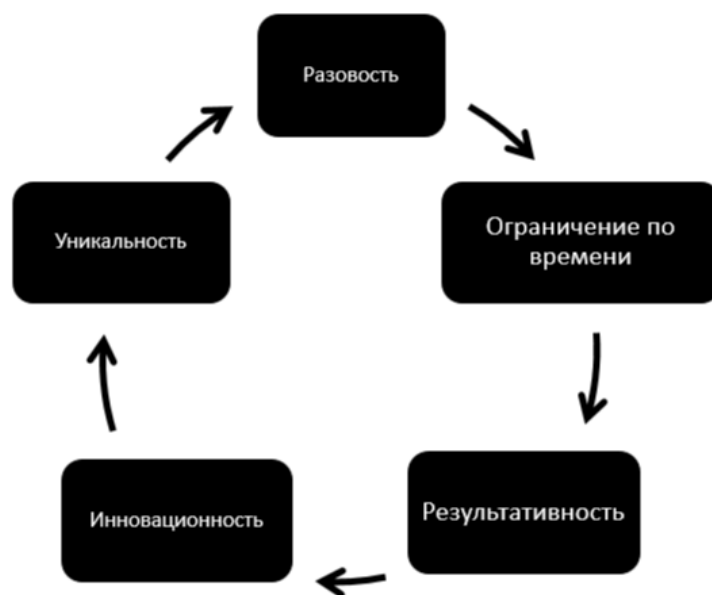 Разовость
Ограничение по
времени
Результативность
Инновационность
Уникальность